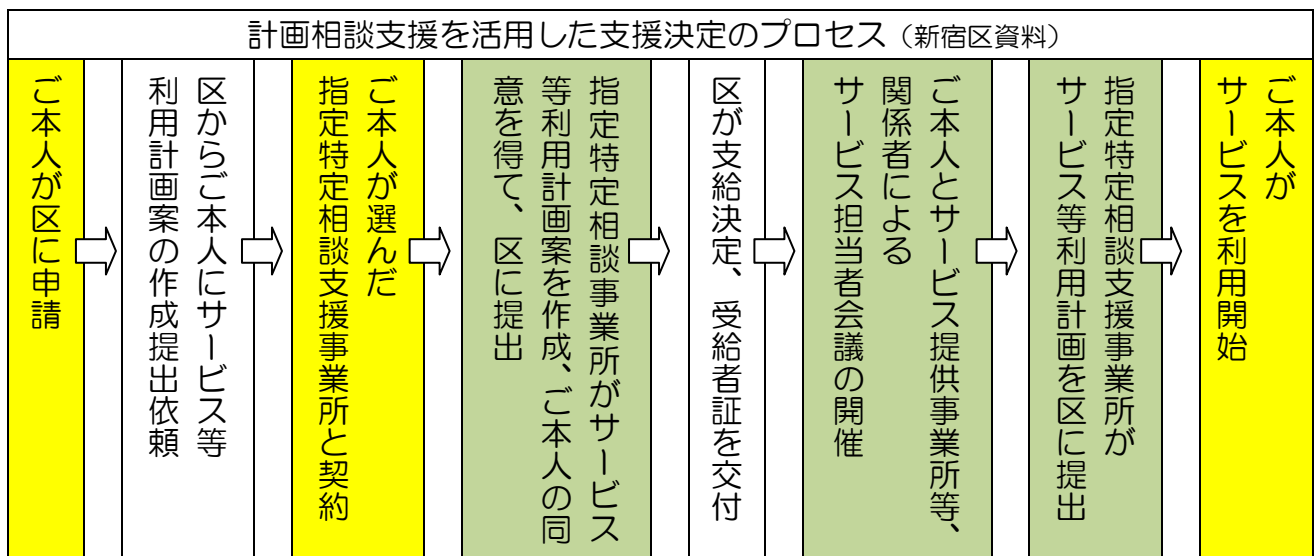 計画相談支援を活用した支援決定のプロセス（新宿区資料）
ご本人が区に申請
区からご本人にサービス等
利用計画案の作成提出依頼
ご本人が選んだ
指定特定相談支援事業所と契約
指定特定相談事業所がサービス
等利用計画案を作成、ご本人の同
意を得て、区に提出
区が支給決定、受給者証を交付
ご本人とサービス提供事業所等、
関係者による
サービス担当者会議の開催
指定特定相談支援事業所が
サービス等利用計画を区に提出
ご本人が
サービスを利用開始